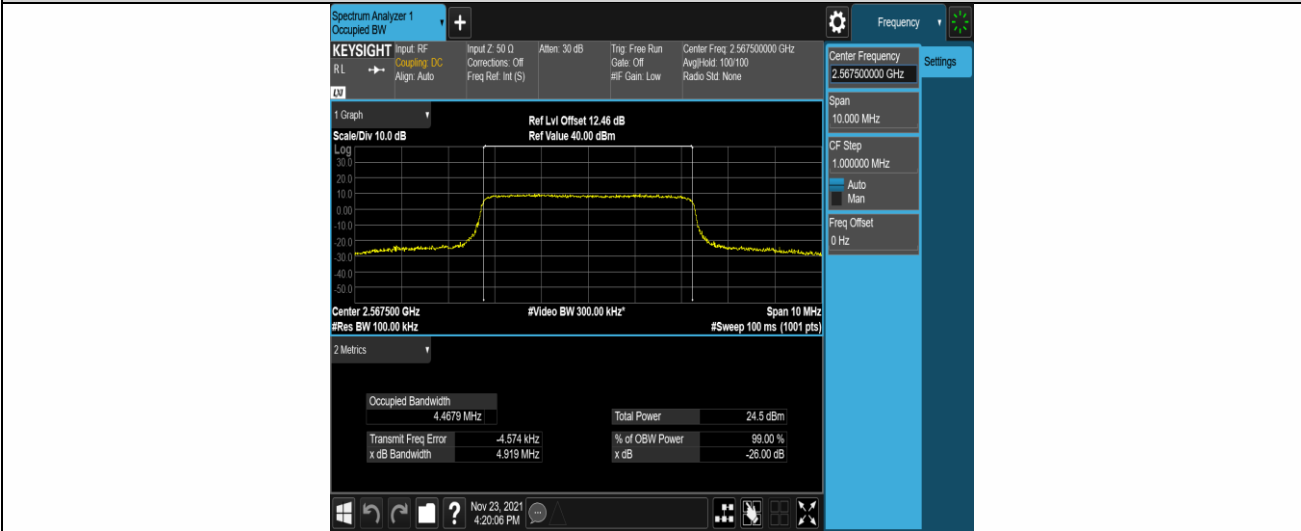 Spectrum Analyzer 1
Occupied BW
+
Frequency
KEYSIGHT
RL
LXI
Input: RF
Coupling: DC
Align: Auto
Input Z: 50 Ω
Corrections: Off
Freq Ref: Int (S)
Atten: 30 dB
Trig: Free Run
Gate: Off
#IF Gain: Low
Center Freq: 2.567500000 GHz
Avg|Hold: 100/100
Radio Std: None
Center Frequency
2.567500000 GHz
Settings
Span
10.000 MHz
CF Step
1.000000 MHz
Auto
Man
Freq Offset
0 Hz
1 Graph
Scale/Div 10.0 dB
Ref Lvl Offset 12.46 dB
Ref Value 40.00 dBm
Log
30.0
20.0
10.0
0.00
-10.0
-20.0
-30.0
-40.0
-50.0
Center 2.567500 GHz
#Res BW 100.00 kHz
#Video BW 300.00 kHz*
Span 10 MHz
#Sweep 100 ms (1001 pts)
2 Metrics
Occupied Bandwidth
4.4679 MHz
Total Power 24.5 dBm
Transmit Freq Error -4.574 kHz
% of OBW Power 99.00 %
x dB Bandwidth 4.919 MHz
x dB -26.00 dB
?
Nov 23, 2021
4:20:06 PM